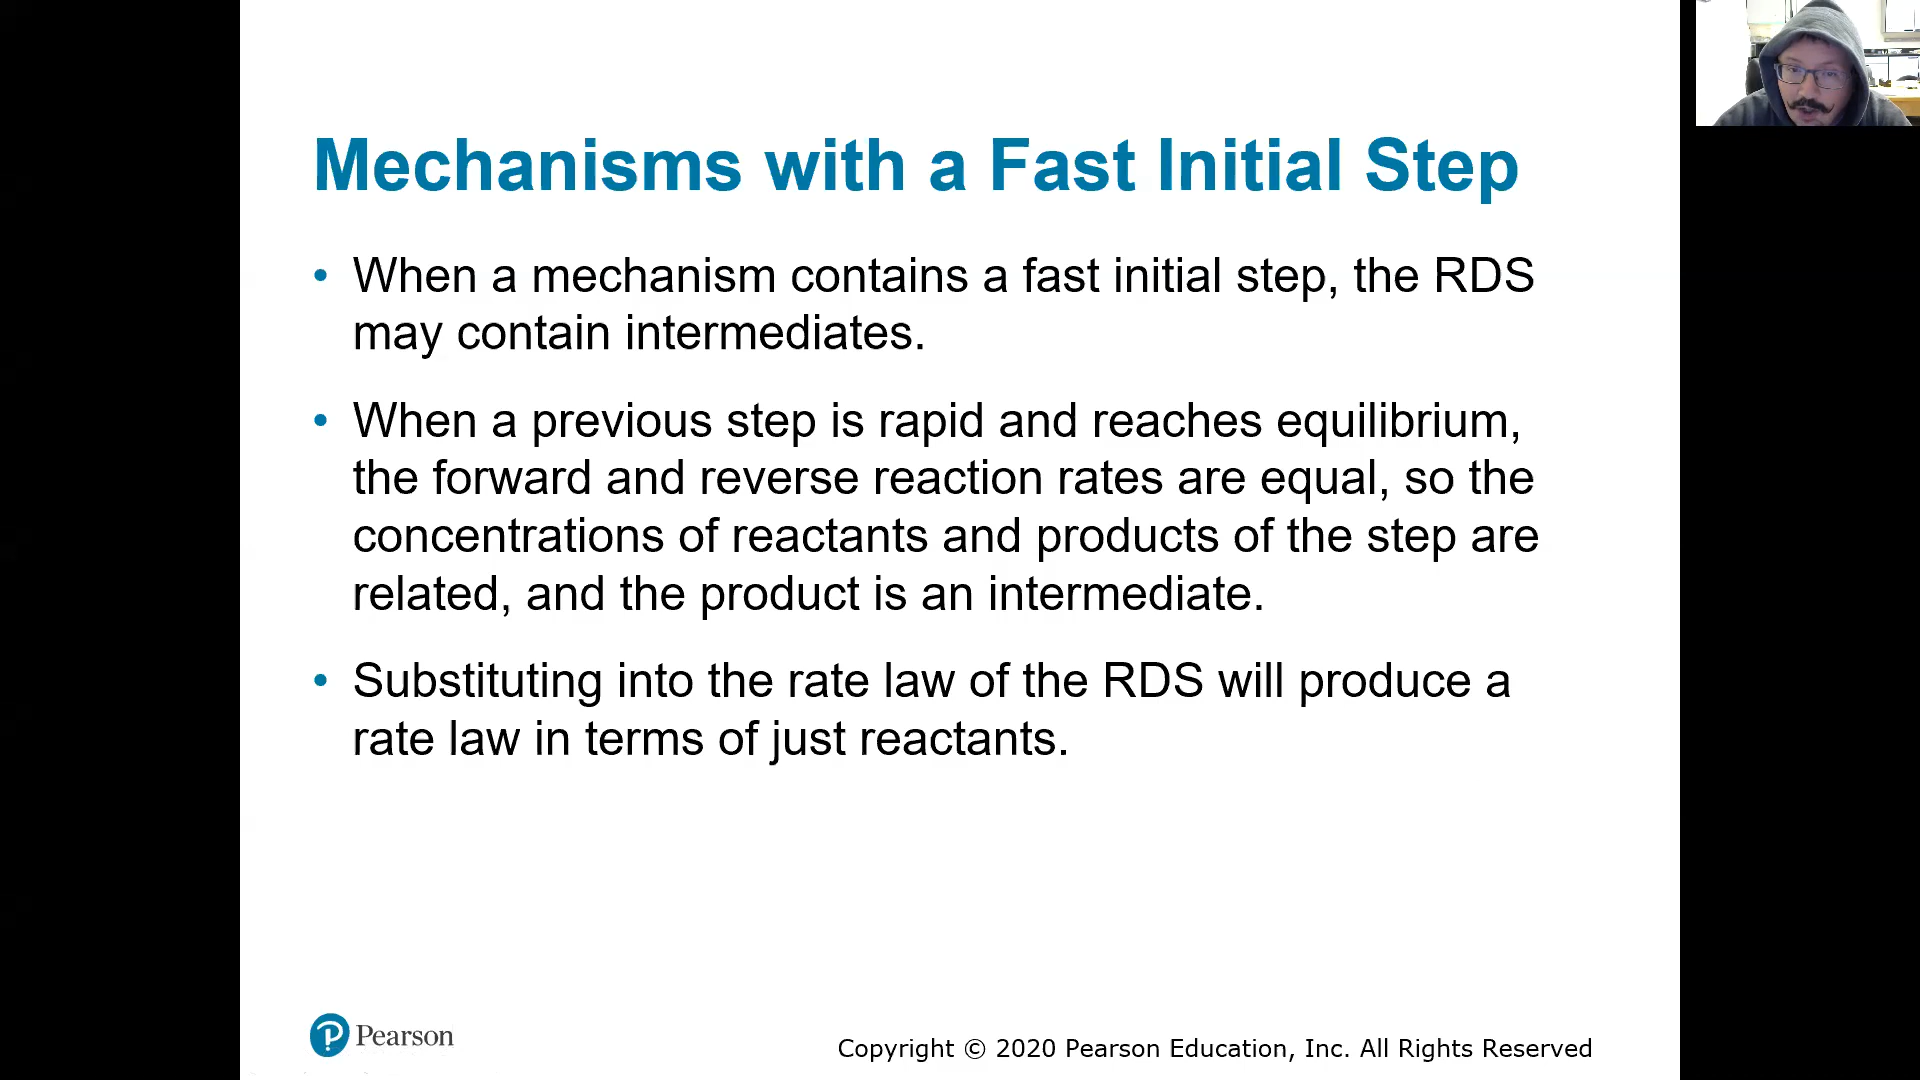 Mechanisms with a Fast Initial Step
• When a mechanism contains a fast initial step, the RDS
may contain intermediates.
• When a previous step is rapid and reaches equilibrium,
the forward and reverse reaction rates are equal, so the
concentrations of reactants and products of the step are
related, and the product is an intermediate.
• Substituting into the rate law of the RDS will produce a
rate law in terms of just reactants.
Pearson
Copyright © 2020 Pearson Education, Inc. All Rights Reserved